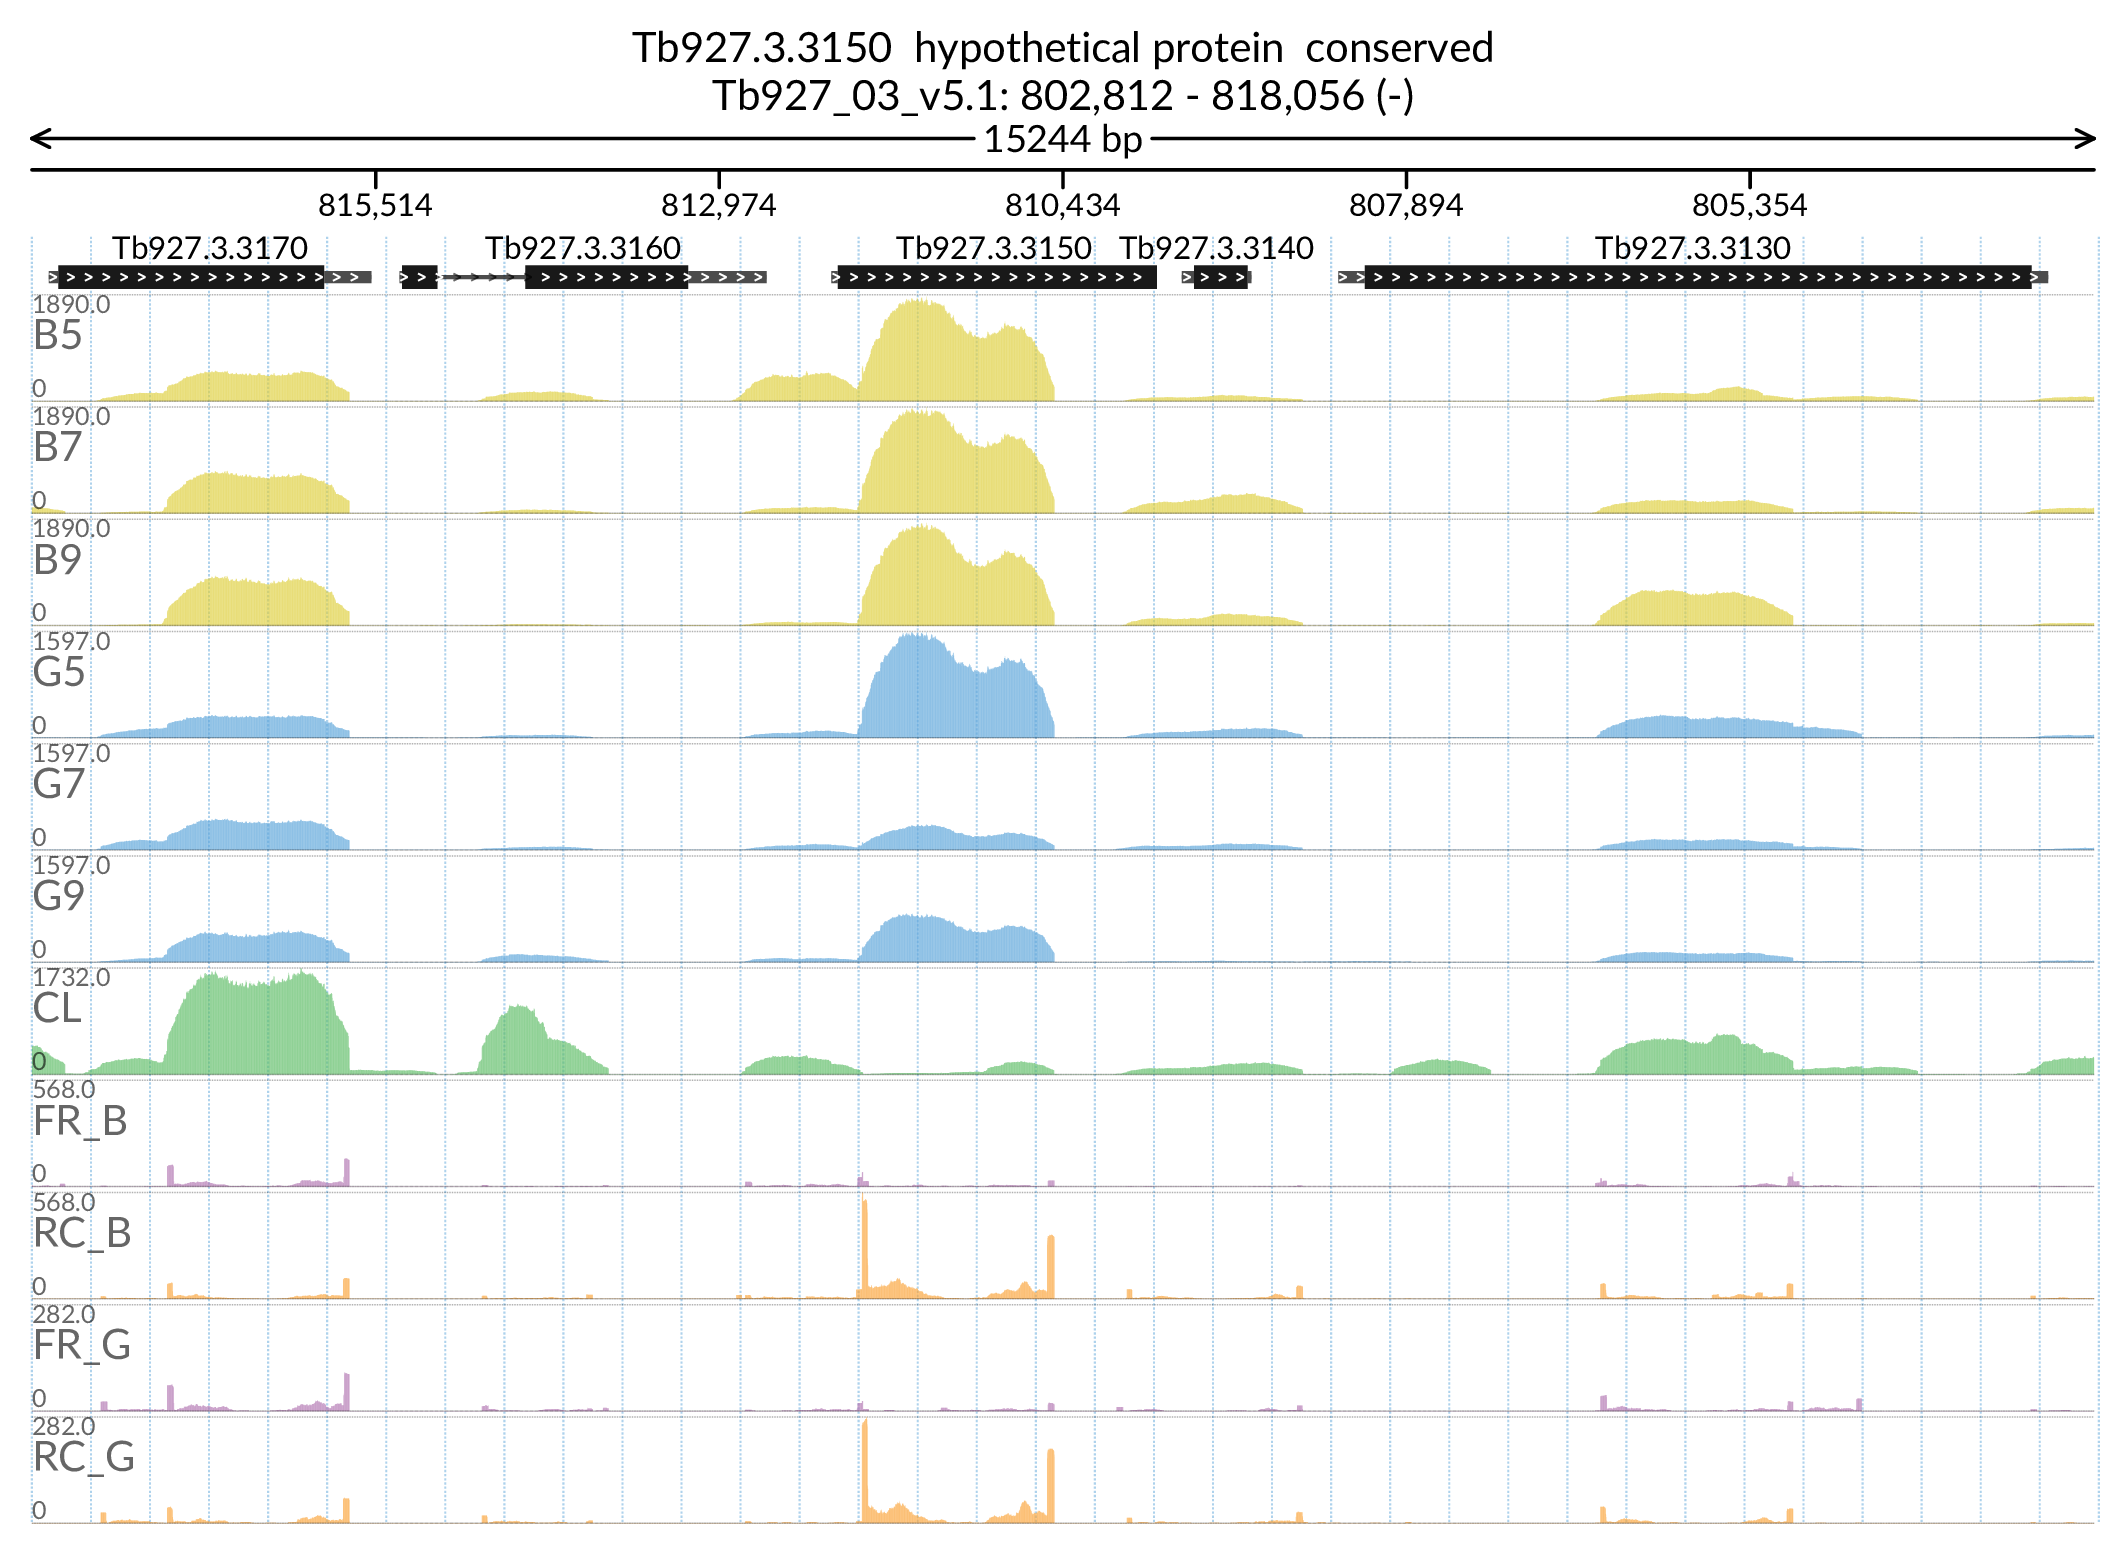 Tb927.3.3150  hypothetical protein  conserved
Tb927_03_v5.1: 802,812 - 818,056 (-)
15244 bp
815,514 812,974 810,434 807,894 805,354
Tb927.3.3170 Tb927.3.3160 Tb927.3.3150 Tb927.3.3140 Tb927.3.3130
1890.0
B5
0
1890.0
B7
0
1890.0
B9
0
1597.0
G5
0
1597.0
G7
0
1597.0
G9
0
1732.0
CL
0
568.0
FR_B
0
568.0
RC_B
0
282.0
FR_G
0
282.0
RC_G
0